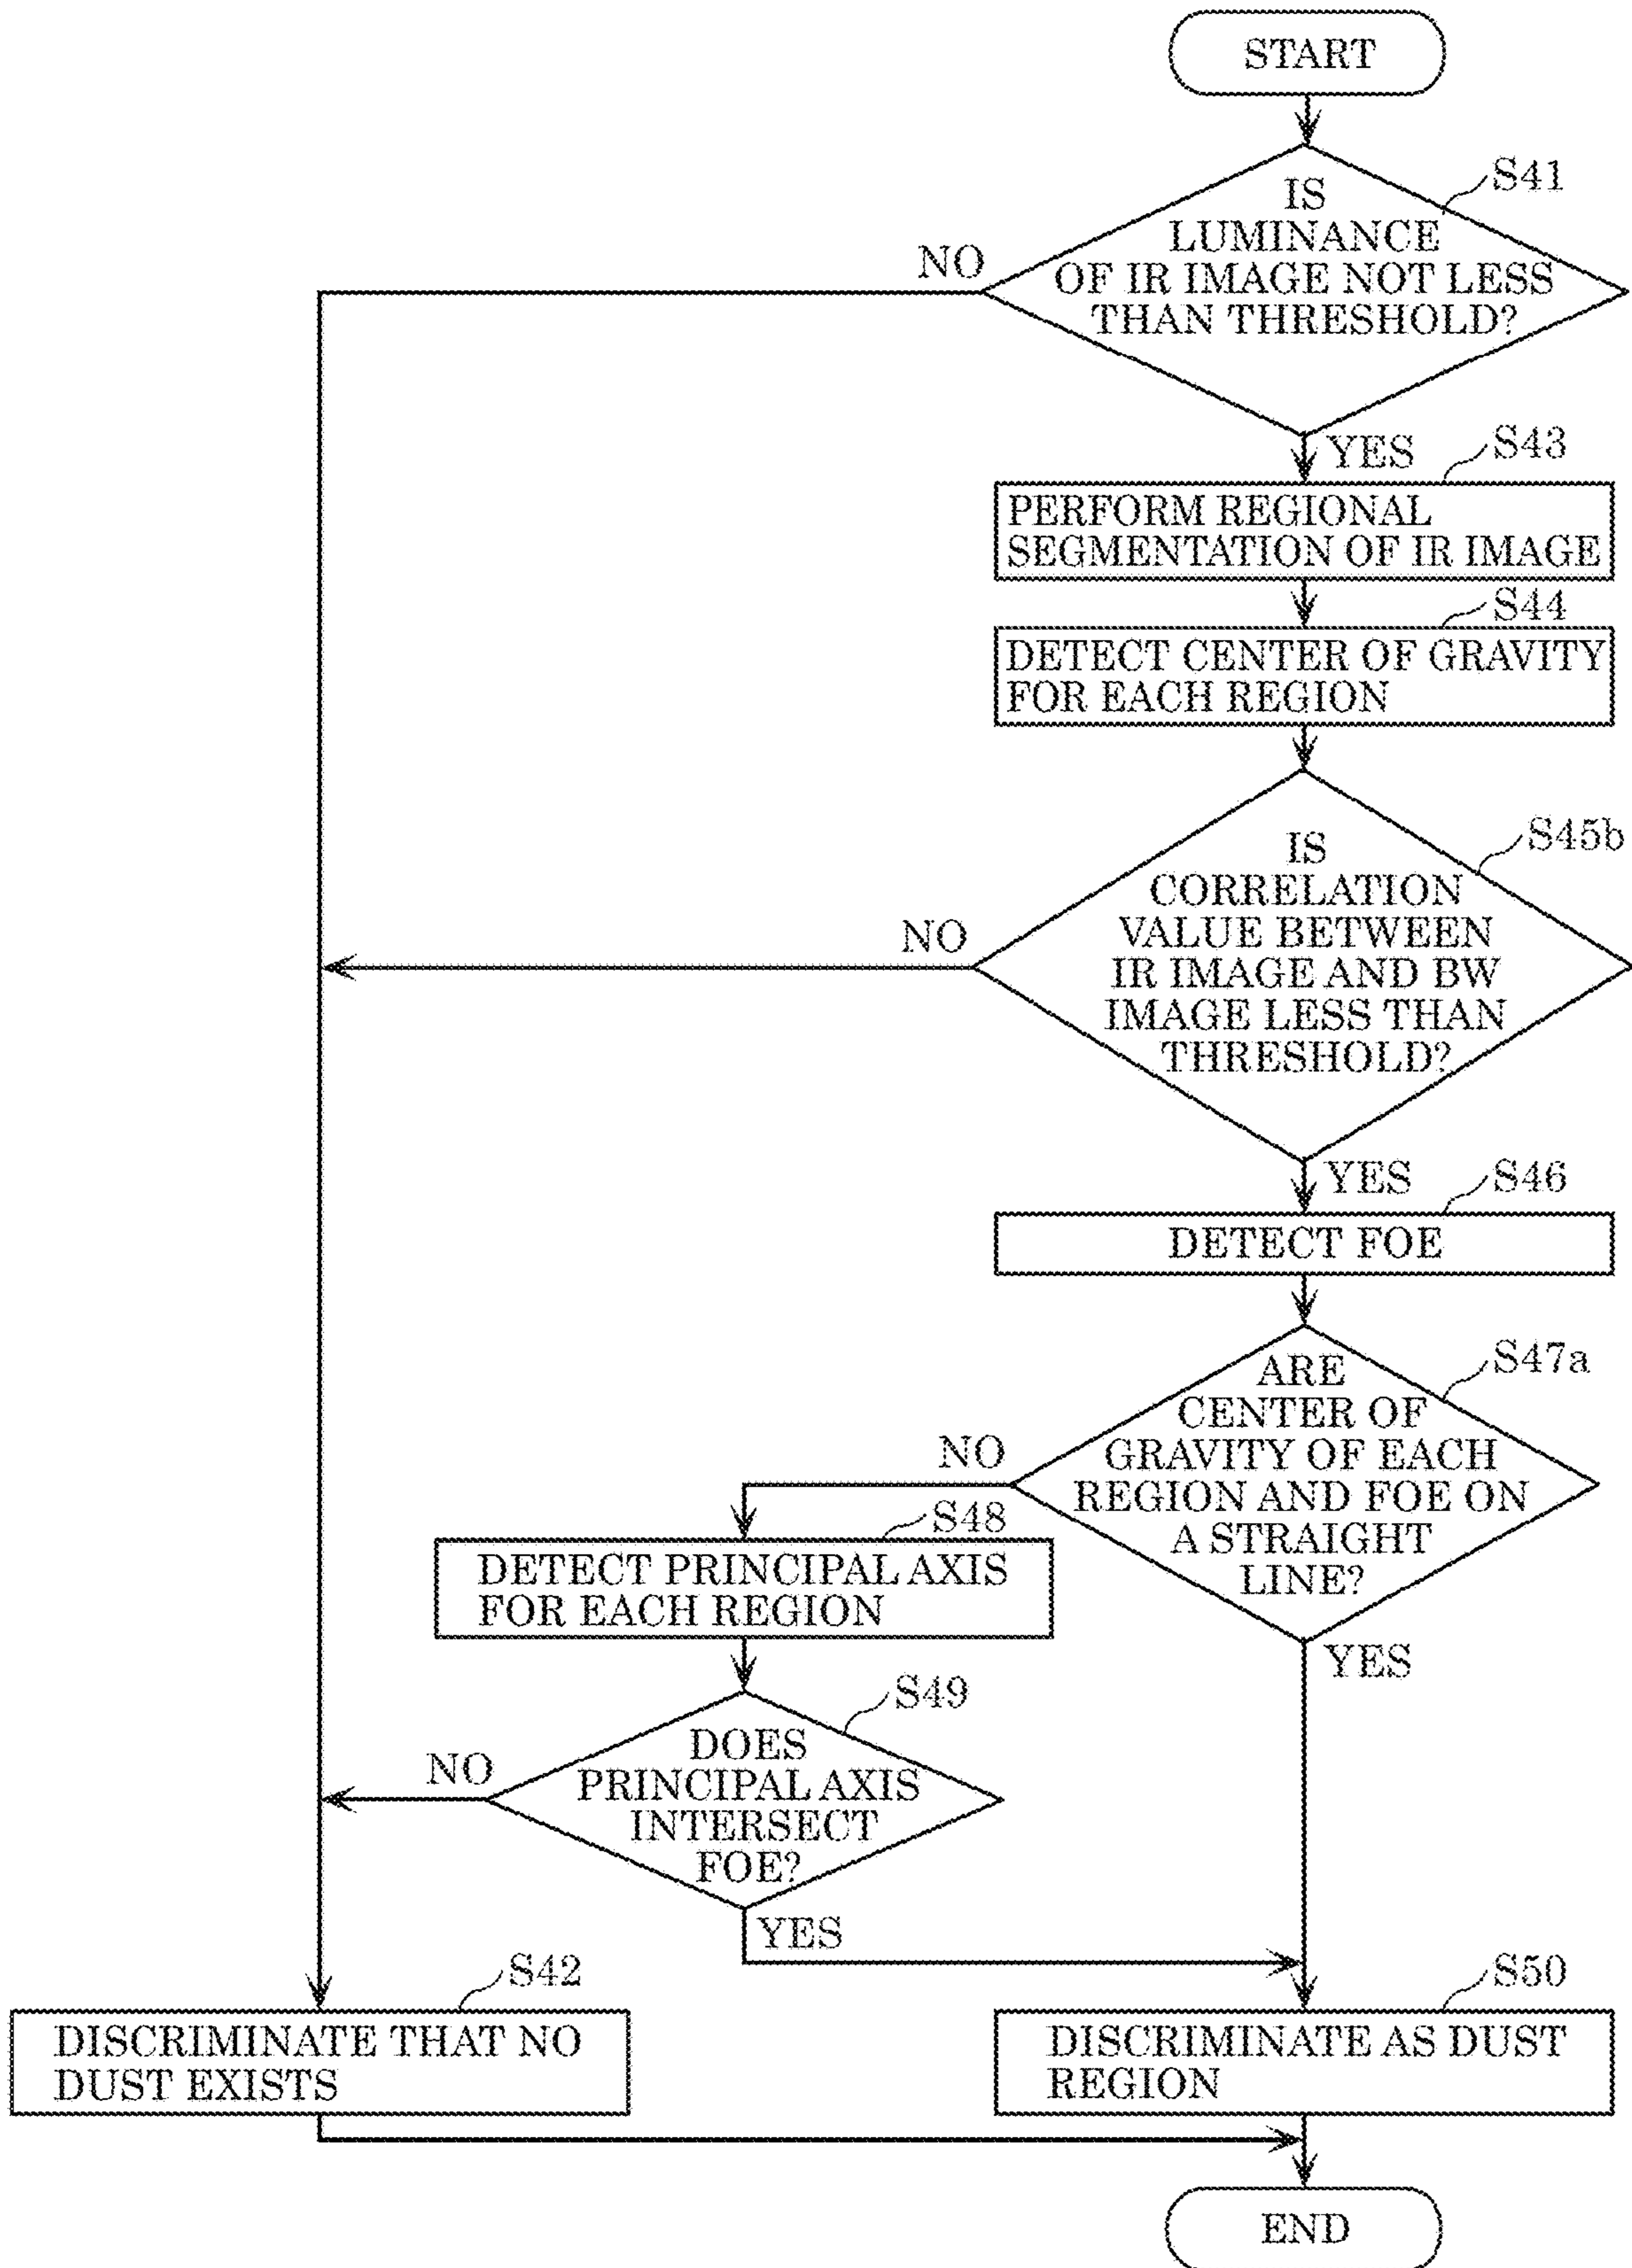 START
S41
IS
LUMINANCE
OF IR IMAGE NOT LESS
THAN THRESHOLD?
NO
YES
S43
PERFORM REGIONAL
SEGMENTATION OF IR IMAGE
S44
DETECT CENTER OF GRAVITY
FOR EACH REGION
S45b
IS
CORRELATION
VALUE BETWEEN
IR IMAGE AND BW
IMAGE LESS THAN
THRESHOLD?
NO
YES
S46
DETECT FOE
S47a
ARE
CENTER OF
GRAVITY OF EACH
REGION AND FOE ON
A STRAIGHT
LINE?
NO
YES
S48
DETECT PRINCIPAL AXIS
FOR EACH REGION
S49
DOES
PRINCIPAL AXIS
INTERSECT
FOE?
NO
YES
S42
DISCRIMINATE THAT NO
DUST EXISTS
S50
DISCRIMINATE AS DUST
REGION
END